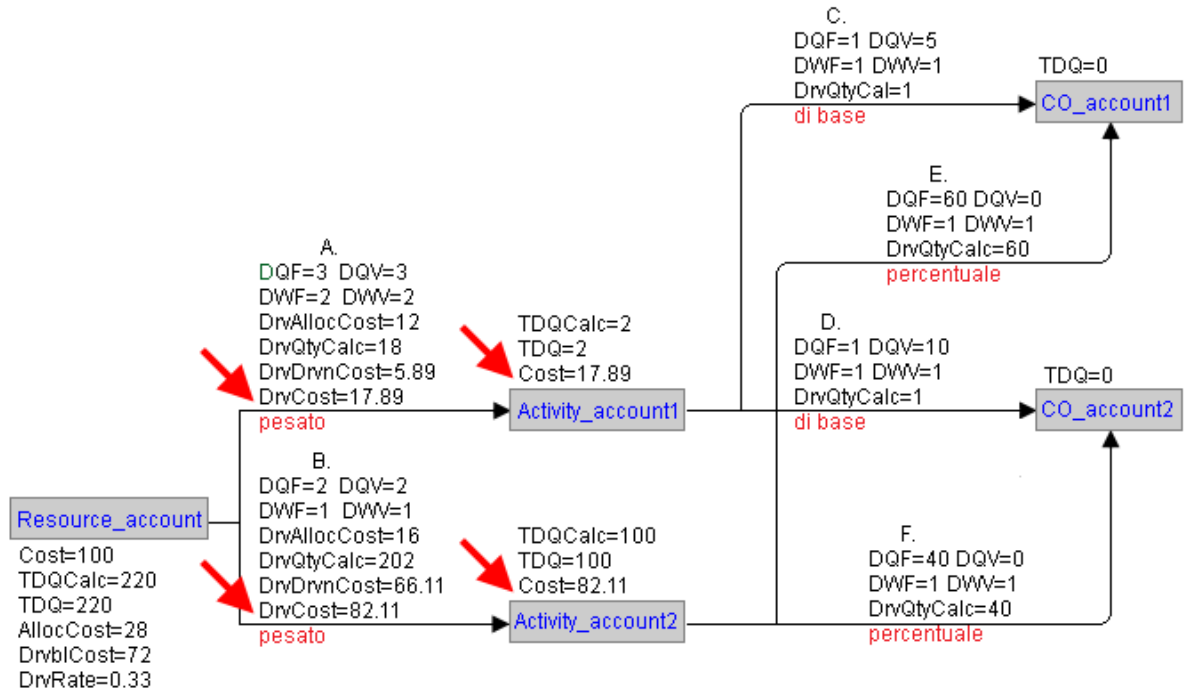 C.
DQF=1 DQV=5
DWF=1 DWV=1
DrvQtyCal=1
di base
TDQ=0
CO_account1
E.
DQF=60 DQV=0
DWF=1 DWV=1
DrvQtyCalc=60
percentuale
A.
DQF=3 DQV=3
DWF=2 DWV=2
DrvAllocCost=12
DrvQtyCalc=18
DrvDrvnCost=5.89
DrvCost=17.89
pesato
TDQCalc=2
TDQ=2
Cost=17.89
Activity_account1
D.
DQF=1 DQV=10
DWF=1 DWV=1
DrvQtyCalc=1
di base
TDQ=0
CO_account2
B.
DQF=2 DQV=2
DWF=1 DWV=1
DrvAllocCost=16
DrvQtyCalc=202
DrvDrvnCost=66.11
DrvCost=82.11
pesato
Resource_account
Cost=100
TDQCalc=220
TDQ=220
AllocCost=28
DrvblCost=72
DrvRate=0.33
TDQCalc=100
TDQ=100
Cost=82.11
Activity_account2
F.
DQF=40 DQV=0
DWF=1 DWV=1
DrvQtyCalc=40
percentuale